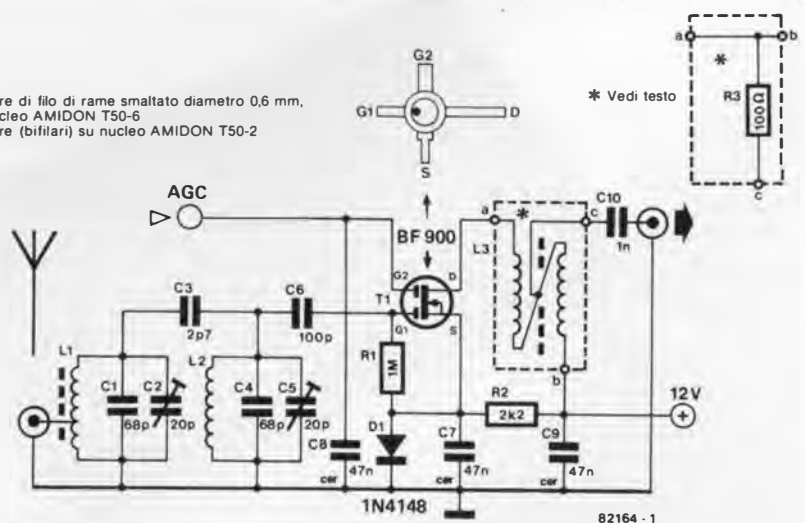 re di filo di rame smaltato diametro 0,6 mm,
cleo AMIDON T50-6
re (bifilari) su nucleo AMIDON T50-2
G2
G1
D
S
* Vedi testo
a
b
*
R3
100Ω
c
AGC
BF 900
a
*
c
C10
1n
L3
G2
D
T1
G1
S
C3
2p7
C6
100p
R1
1M
b
R2
2k2
12V
+
L1
C1
68p
C2
20p
L2
C4
68p
C5
20p
C8
47n
cer
D1
1N4148
C7
47n
cer
C9
47n
cer
82164 - 1